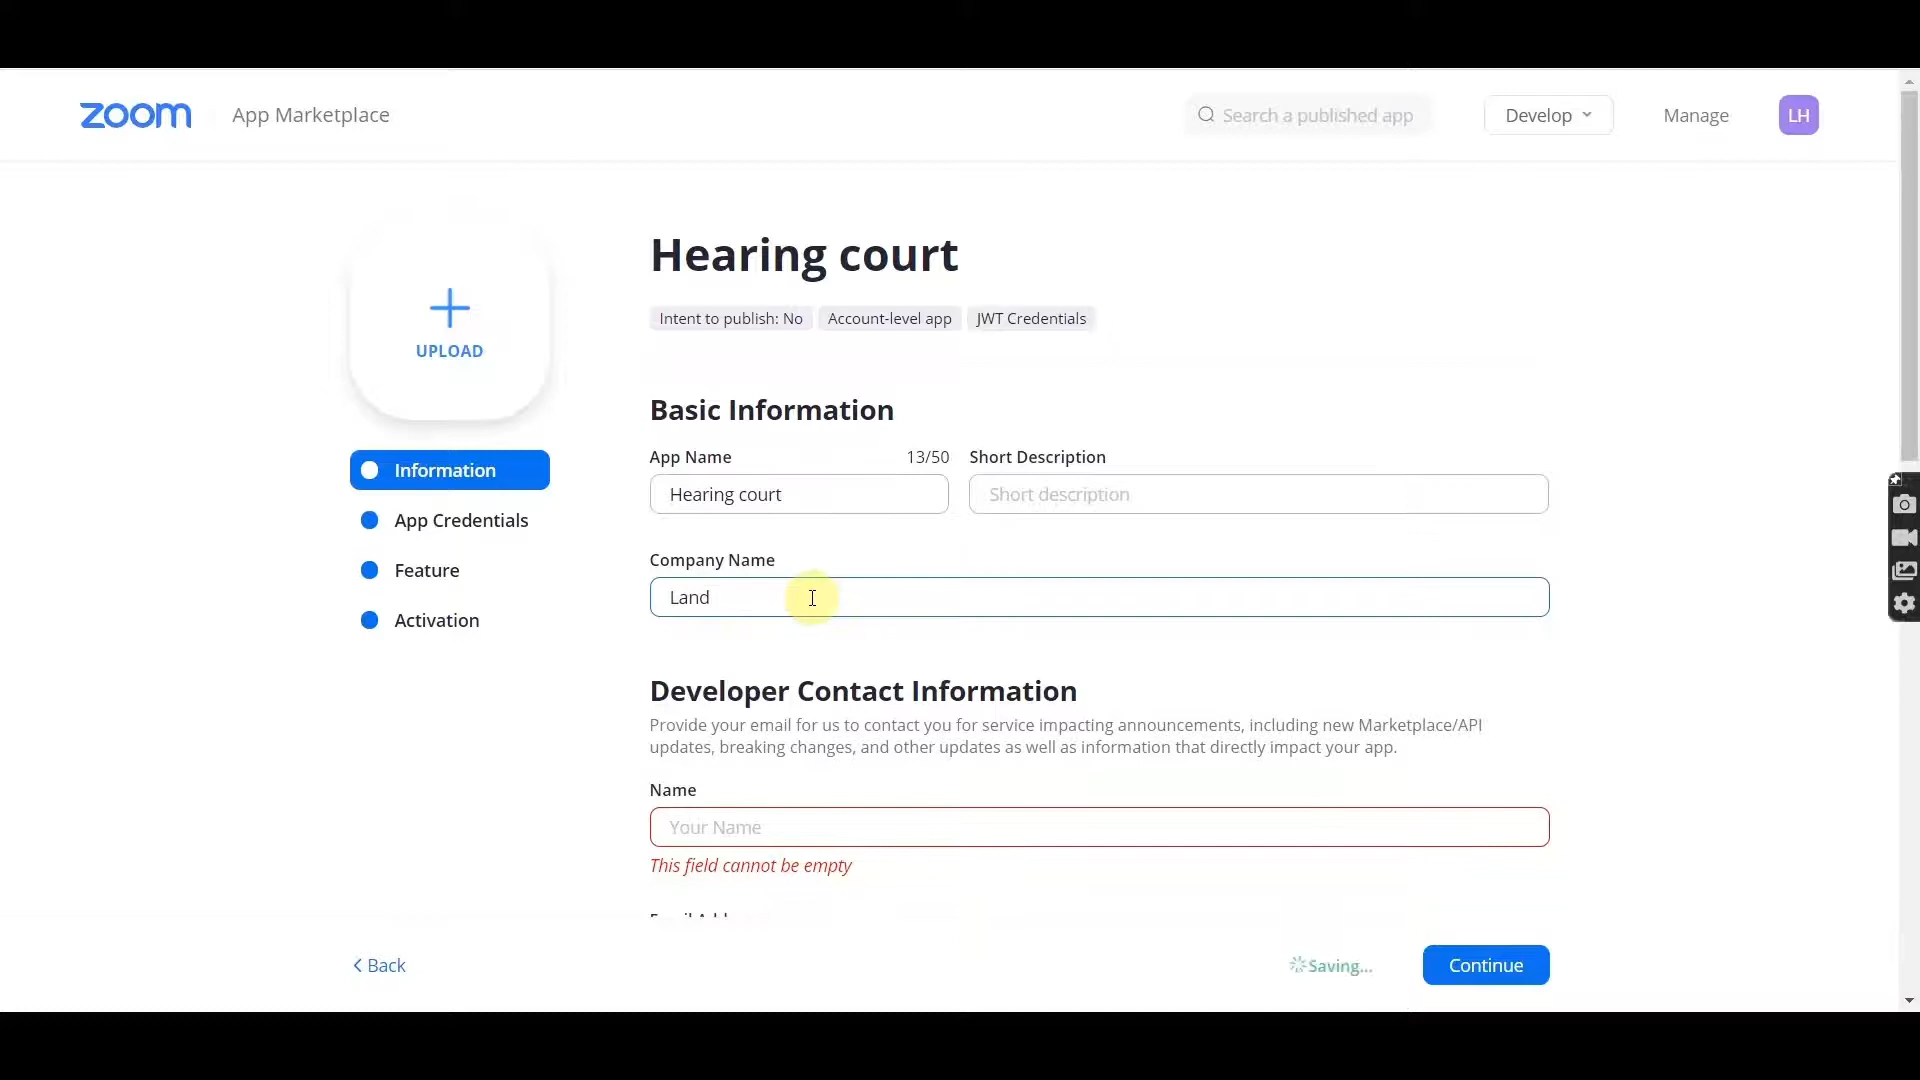 zoom App Marketplace Search a published app Develop Manage LH
Hearing court
Intent to publish: No Account-level app JWT Credentials
UPLOAD
Basic Information
App Name 13/50 Short Description
Hearing court Short description
Information
App Credentials
Feature
Activation
Company Name
Land
Developer Contact Information
Provide your email for us to contact you for service impacting announcements, including new Marketplace/API
updates, breaking changes, and other updates as well as information that directly impact your app.
Name
Your Name
This field cannot be empty
Back Saving... Continue